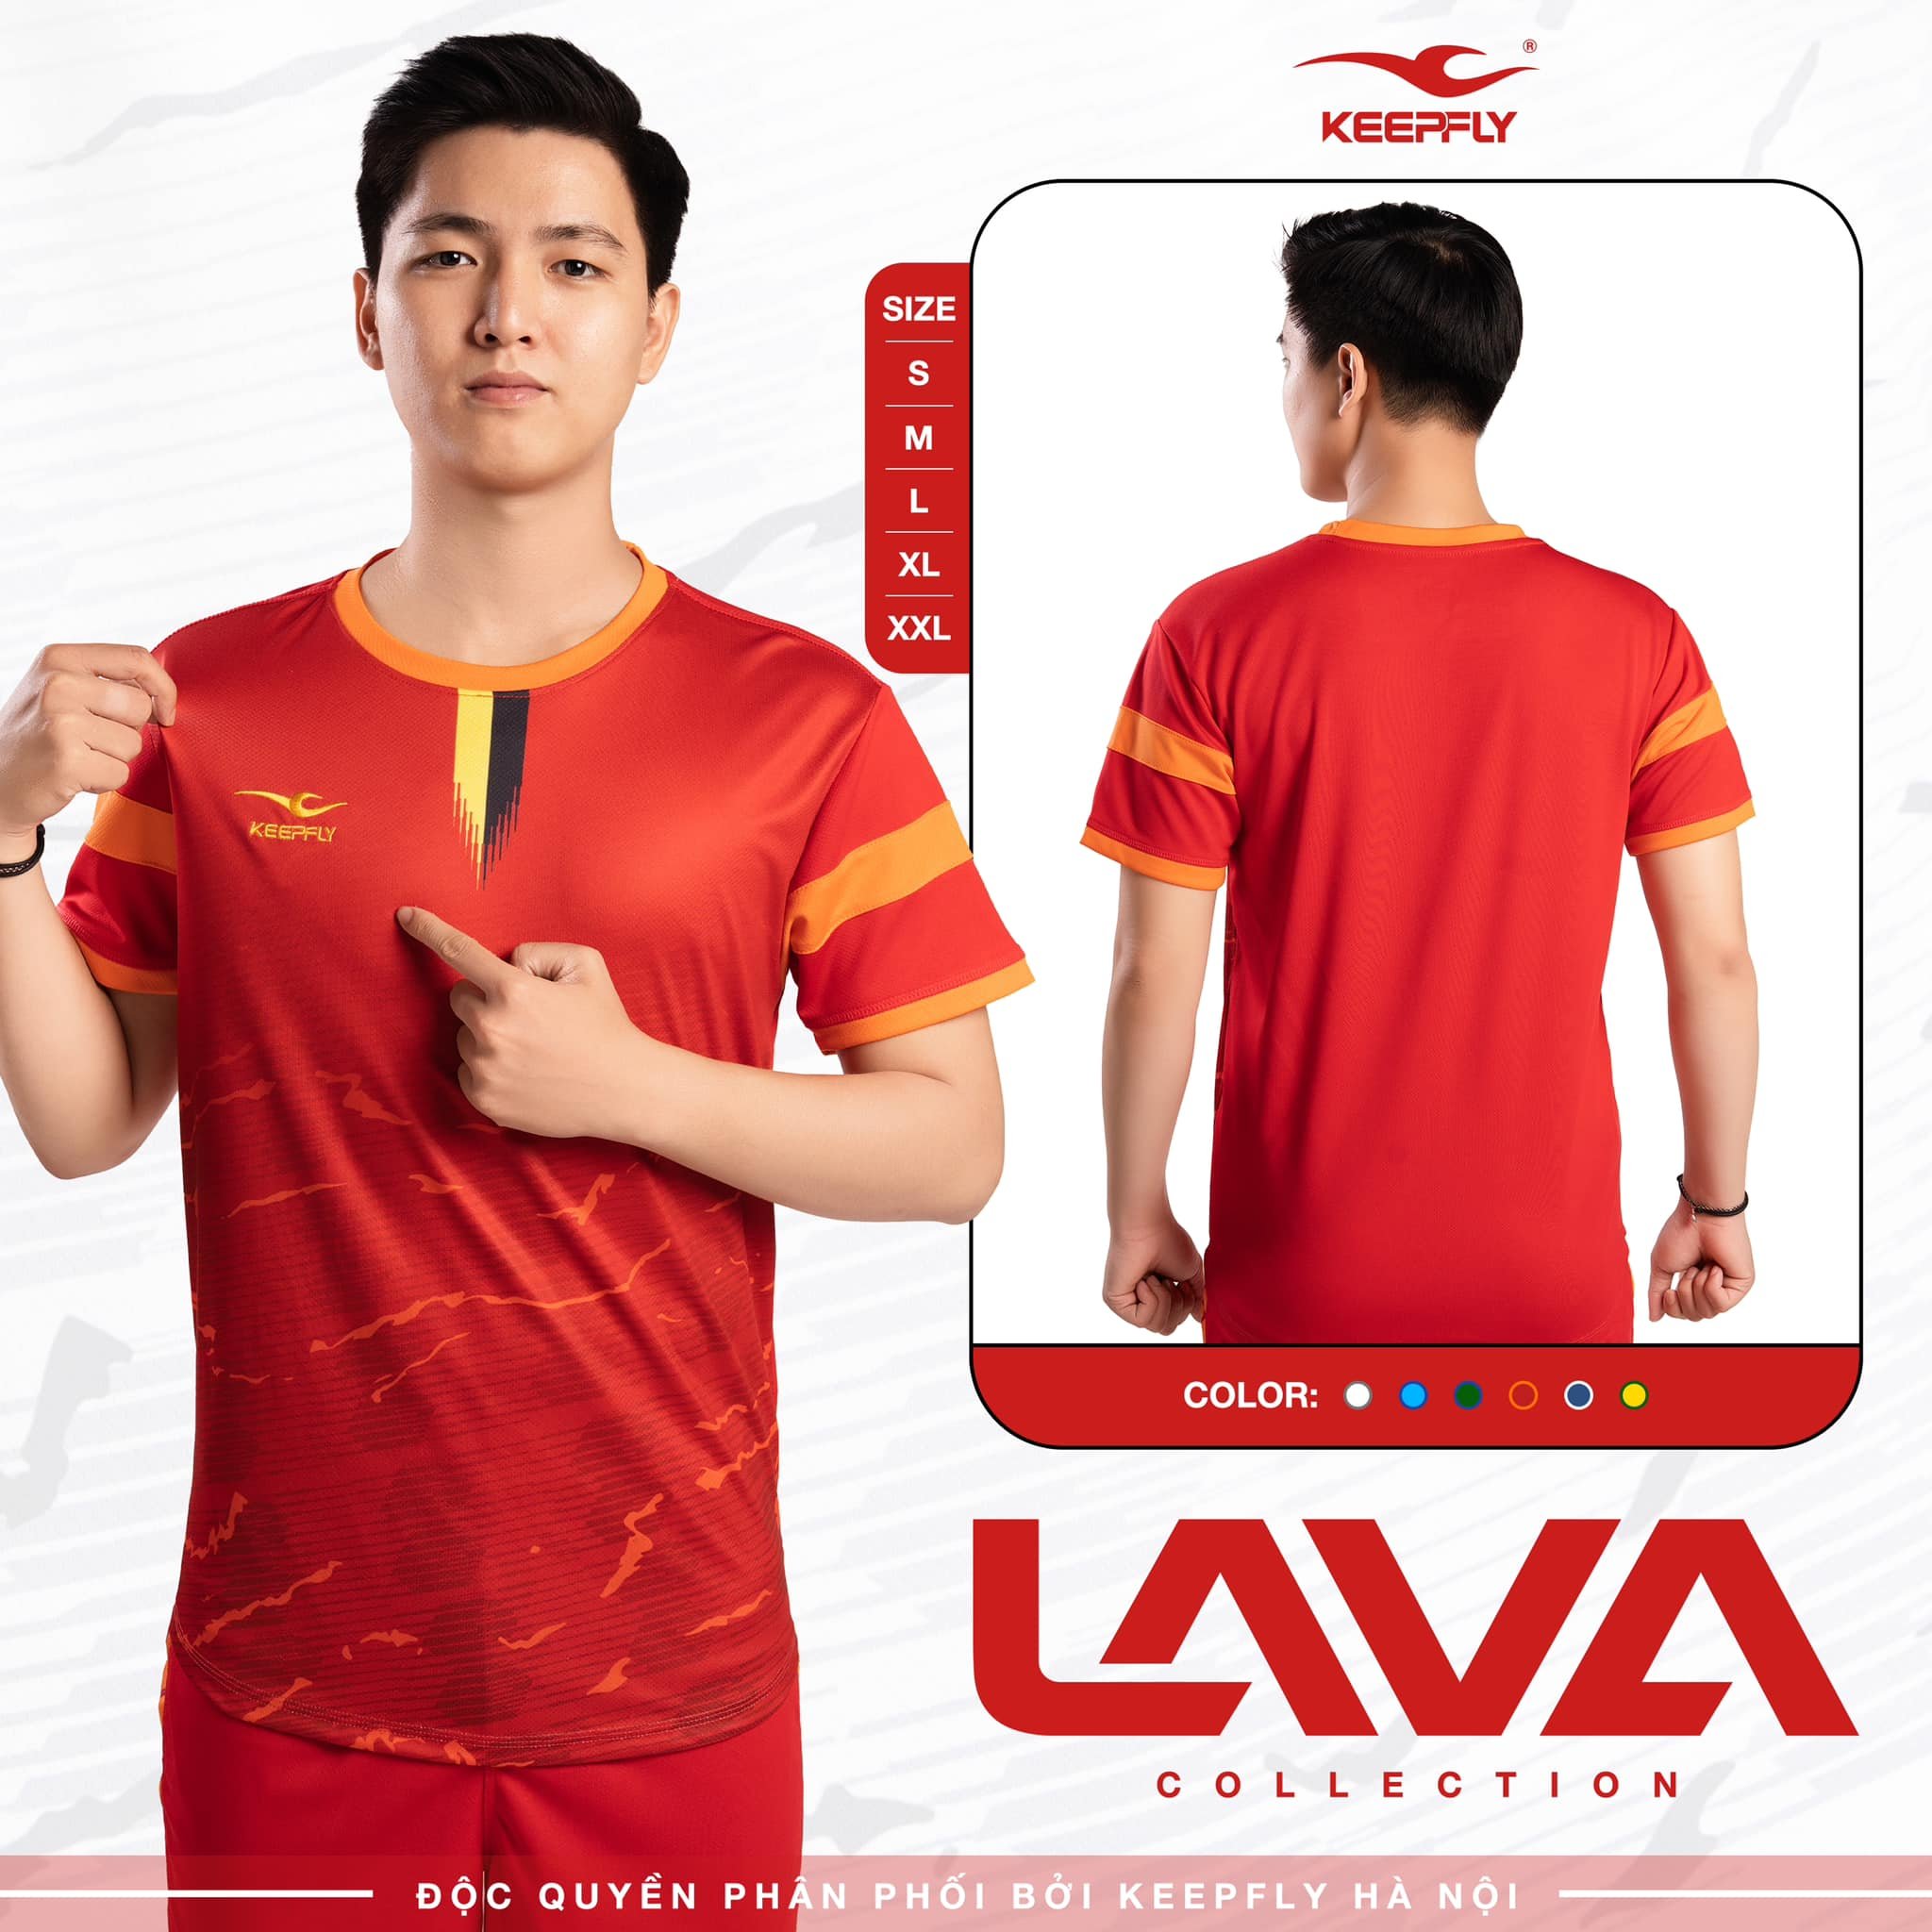 ®
KEEPFLY
SIZE
S
M
L
XL
XXL
KEEPFLY
COLOR:
LAVA
COLLECTION
ĐỘC QUYỀN PHÂN PHỐI BỞI KEEPFLY HÀ NỘI